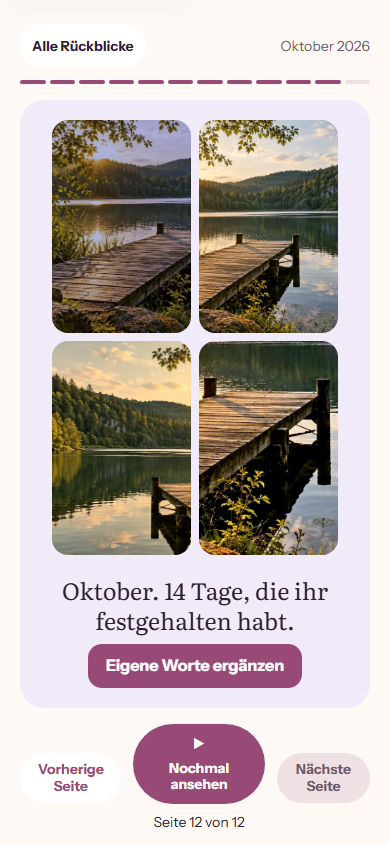 Alle Rückblicke
Oktober 2026
Oktober. 14 Tage, die ihr
festgehalten habt.
Eigene Worte ergänzen
Vorherige
Seite
Nochmal
ansehen
Nächste
Seite
Seite 12 von 12